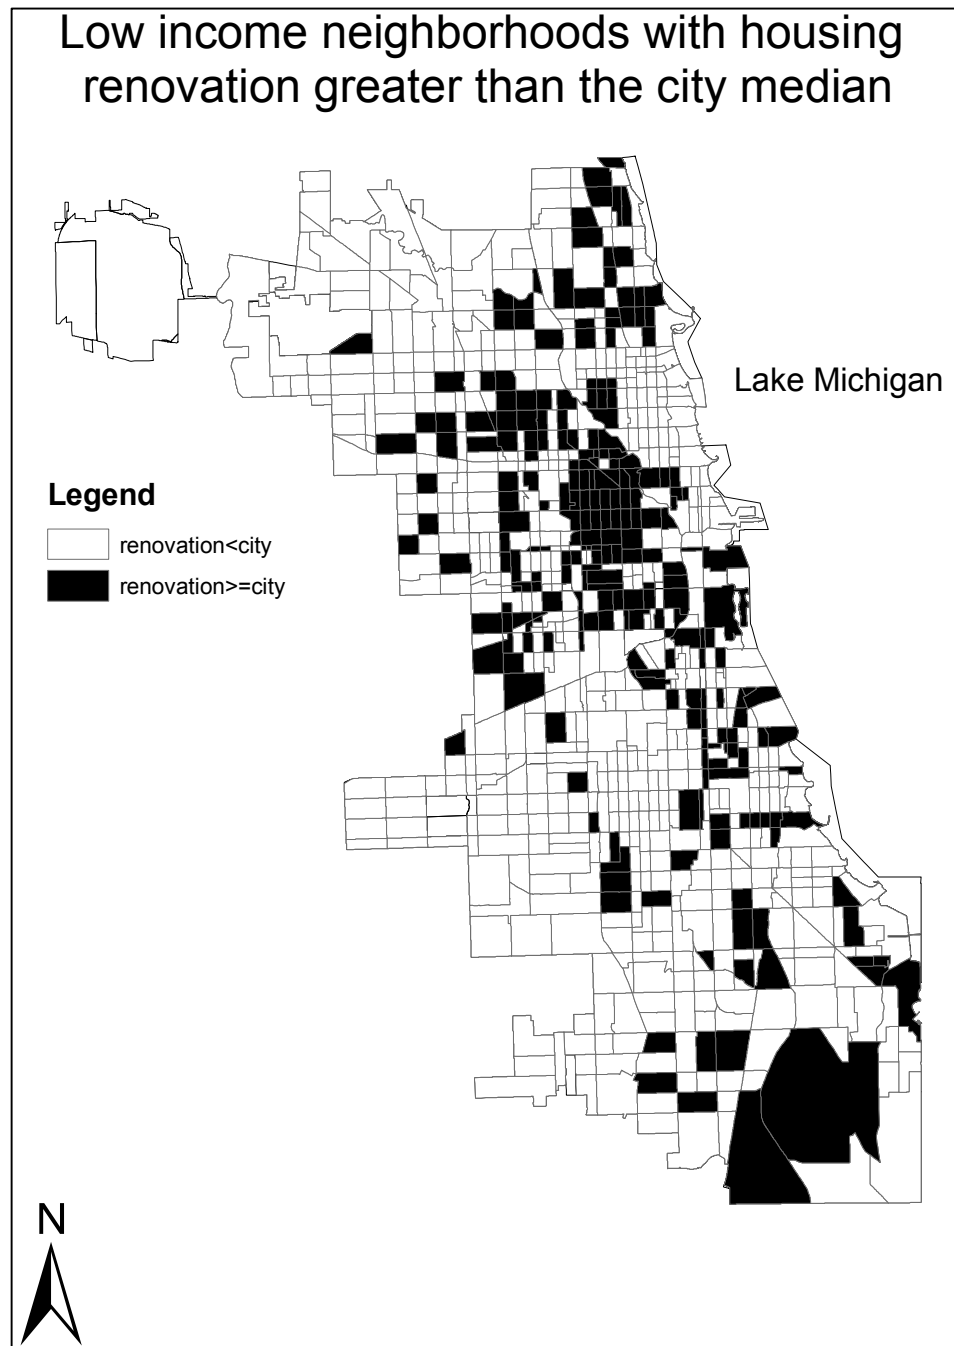 Low income neighborhoods with housing
renovation greater than the city median
Lake Michigan
Legend
renovation<city
renovation>=city
N